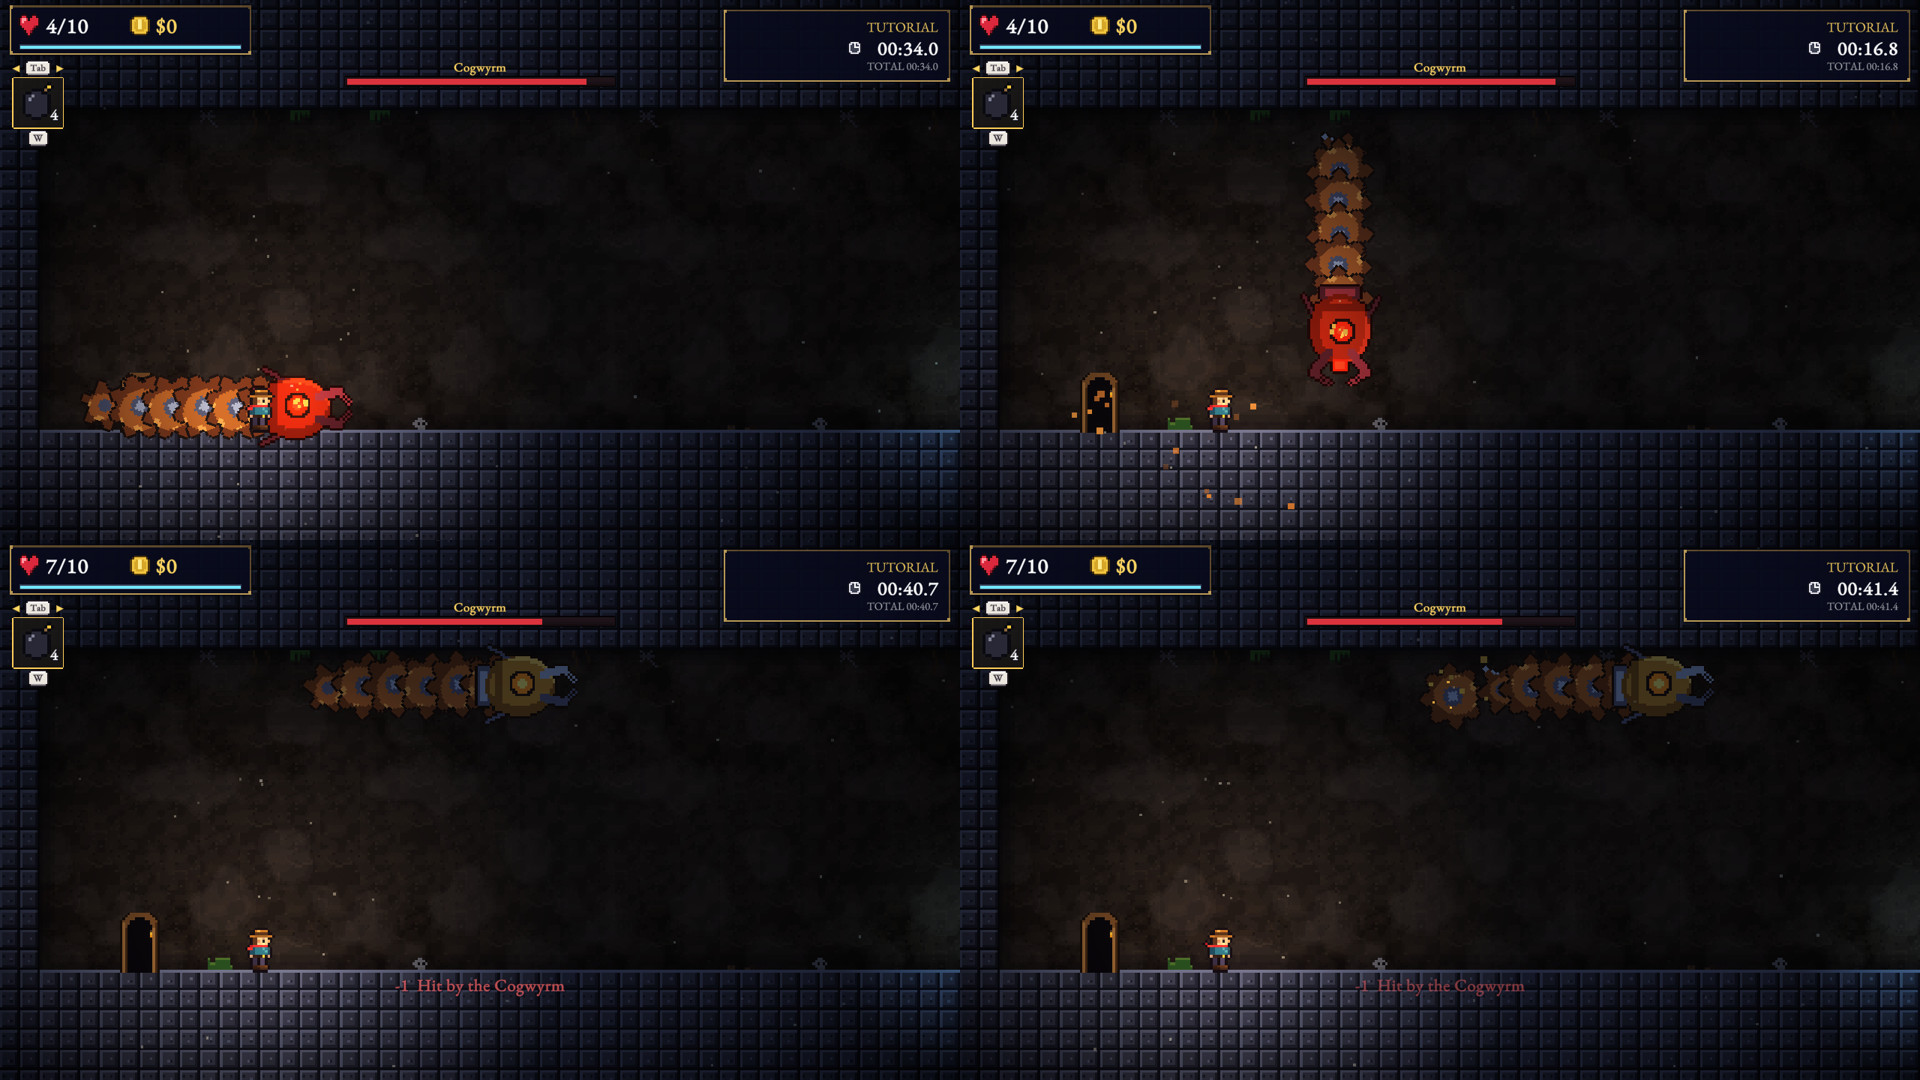 4/10 $0
TUTORIAL
00:34.0
TOTAL 00:34.0
Tab
Cogwyrm
4
W
4/10 $0
TUTORIAL
00:16.8
TOTAL 00:16.8
Tab
Cogwyrm
4
W
7/10 $0
TUTORIAL
00:40.7
TOTAL 00:40.7
Tab
Cogwyrm
4
W
-1 Hit by the Cogwyrm
7/10 $0
TUTORIAL
00:41.4
TOTAL 00:41.4
Tab
Cogwyrm
4
W
-1 Hit by the Cogwyrm